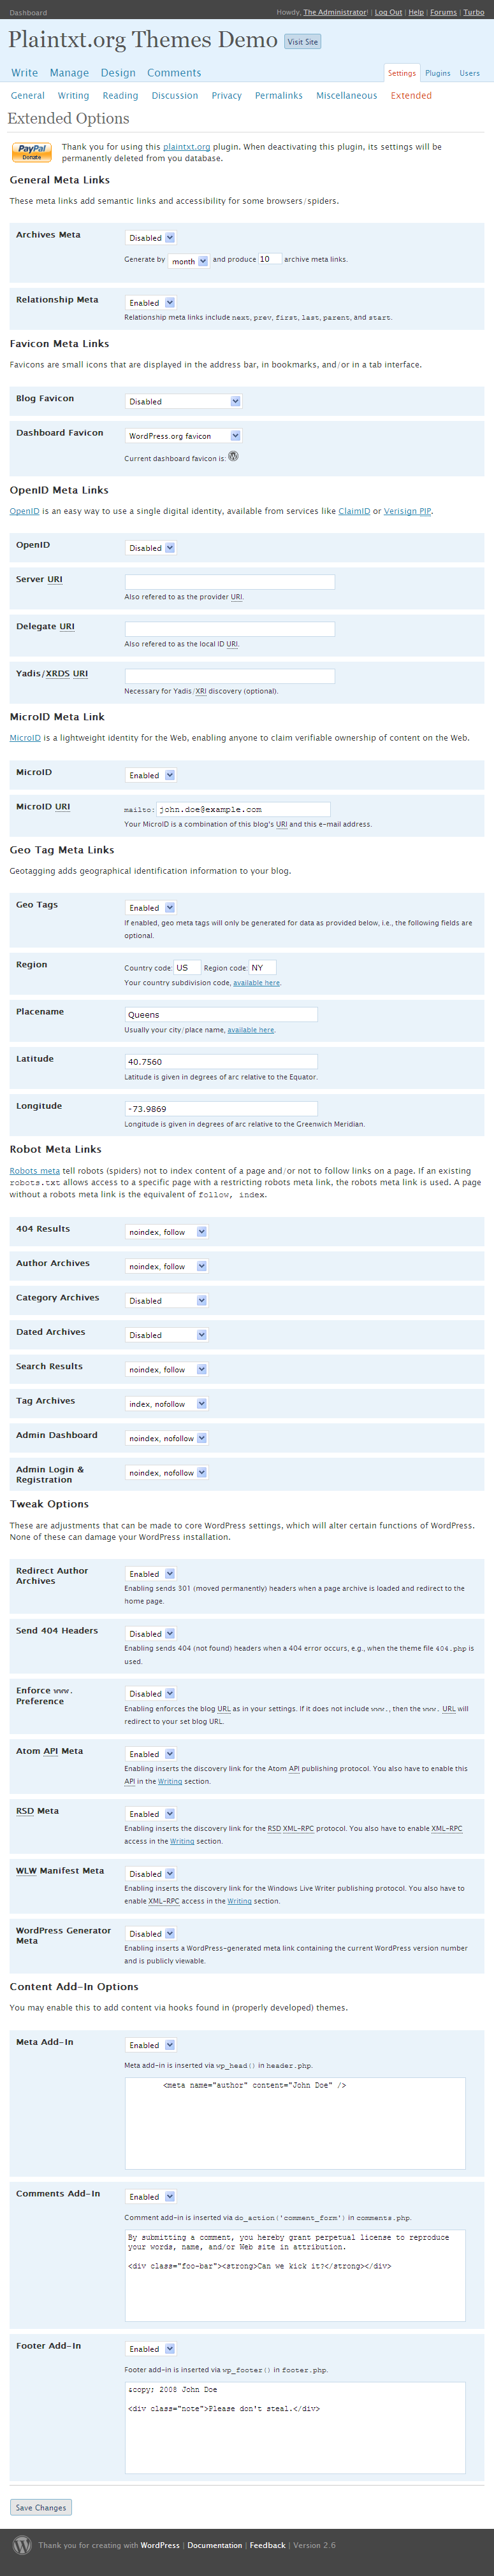 Dashboard
Howdy, The Administrator! | Log Out | Help | Forums | Turbo
Plaintxt.org Themes Demo
Visit Site
Write Manage Design Comments
Settings Plugins Users
General Writing Reading Discussion Privacy Permalinks Miscellaneous Extended
Extended Options
PayPal
Donate
Thank you for using this plaintxt.org plugin. When deactivating this plugin, its settings will be
permanently deleted from you database.
General Meta Links
These meta links add semantic links and accessibility for some browsers/spiders.
Archives Meta
Disabled
Generate by month and produce 10 archive meta links.
Relationship Meta
Enabled
Relationship meta links include next, prev, first, last, parent, and start.
Favicon Meta Links
Favicons are small icons that are displayed in the address bar, in bookmarks, and/or in a tab interface.
Blog Favicon
Disabled
Dashboard Favicon
WordPress.org favicon
Current dashboard favicon is:
OpenID Meta Links
OpenID is an easy way to use a single digital identity, available from services like ClaimID or Verisign PIP.
OpenID
Disabled
Server URI
Also refered to as the provider URI.
Delegate URI
Also refered to as the local ID URI.
Yadis/XRDS URI
Necessary for Yadis/XRI discovery (optional).
MicroID Meta Link
MicroID is a lightweight identity for the Web, enabling anyone to claim verifiable ownership of content on the Web.
MicroID
Enabled
MicroID URI
mailto: john.doe@example.com
Your MicroID is a combination of this blog's URI and this e-mail address.
Geo Tag Meta Links
Geotagging adds geographical identification information to your blog.
Geo Tags
Enabled
If enabled, geo meta tags will only be generated for data as provided below, i.e., the following fields are
optional.
Region
Country code: US Region code: NY
Your country subdivision code, available here.
Placename
Queens
Usually your city/place name, available here.
Latitude
40.7560
Latitude is given in degrees of arc relative to the Equator.
Longitude
-73.9869
Longitude is given in degrees of arc relative to the Greenwich Meridian.
Robot Meta Links
Robots meta tell robots (spiders) not to index content of a page and/or not to follow links on a page. If an existing
robots.txt allows access to a specific page with a restricting robots meta link, the robots meta link is used. A page
without a robots meta link is the equivalent of follow, index.
404 Results
noindex, follow
Author Archives
noindex, follow
Category Archives
Disabled
Dated Archives
Disabled
Search Results
noindex, follow
Tag Archives
index, nofollow
Admin Dashboard
noindex, nofollow
Admin Login &
Registration
noindex, nofollow
Tweak Options
These are adjustments that can be made to core WordPress settings, which will alter certain functions of WordPress.
None of these can damage your WordPress installation.
Redirect Author
Archives
Enabled
Enabling sends 301 (moved permanently) headers when a page archive is loaded and redirect to the
home page.
Send 404 Headers
Disabled
Enabling sends 404 (not found) headers when a 404 error occurs, e.g., when the theme file 404.php is
used.
Enforce www.
Preference
Disabled
Enabling enforces the blog URL as in your settings. If it does not include www., then the www. URL will
redirect to your set blog URL.
Atom API Meta
Enabled
Enabling inserts the discovery link for the Atom API publishing protocol. You also have to enable this
API in the Writing section.
RSD Meta
Enabled
Enabling inserts the discovery link for the RSD XML-RPC protocol. You also have to enable XML-RPC
access in the Writing section.
WLW Manifest Meta
Disabled
Enabling inserts the discovery link for the Windows Live Writer publishing protocol. You also have to
enable XML-RPC access in the Writing section.
WordPress Generator
Meta
Disabled
Enabling inserts a WordPress-generated meta link containing the current WordPress version number
and is publicly viewable.
Content Add-In Options
You may enable this to add content via hooks found in (properly developed) themes.
Meta Add-In
Enabled
Meta add-in is inserted via wp_head() in header.php.
<meta name="author" content="John Doe" />
Comments Add-In
Enabled
Comment add-in is inserted via do_action('comment_form') in comments.php.
By submitting a comment, you hereby grant perpetual license to reproduce
your words, name, and/or Web site in attribution.
<div class="foo-bar"><strong>Can we kick it?</strong></div>
Footer Add-In
Enabled
Footer add-in is inserted via wp_footer() in footer.php.
&copy; 2008 John Doe
<div class="note">Please don't steal.</div>
Save Changes
Thank you for creating with WordPress | Documentation | Feedback | Version 2.6